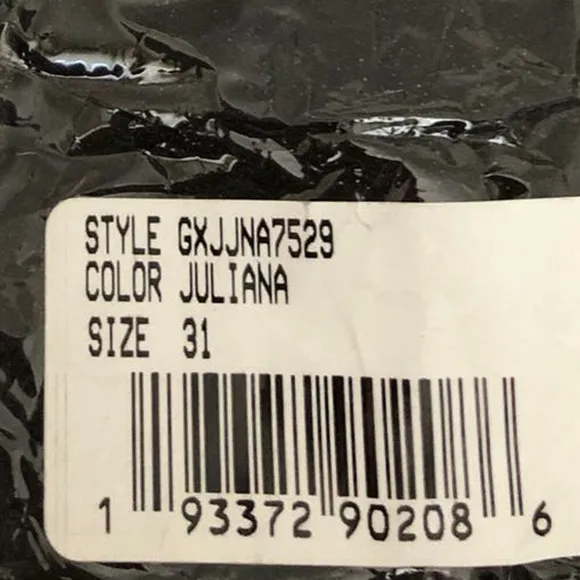 STYLE GXJJNA7529
COLOR JULIANA
SIZE 31
1 93372 90208 6